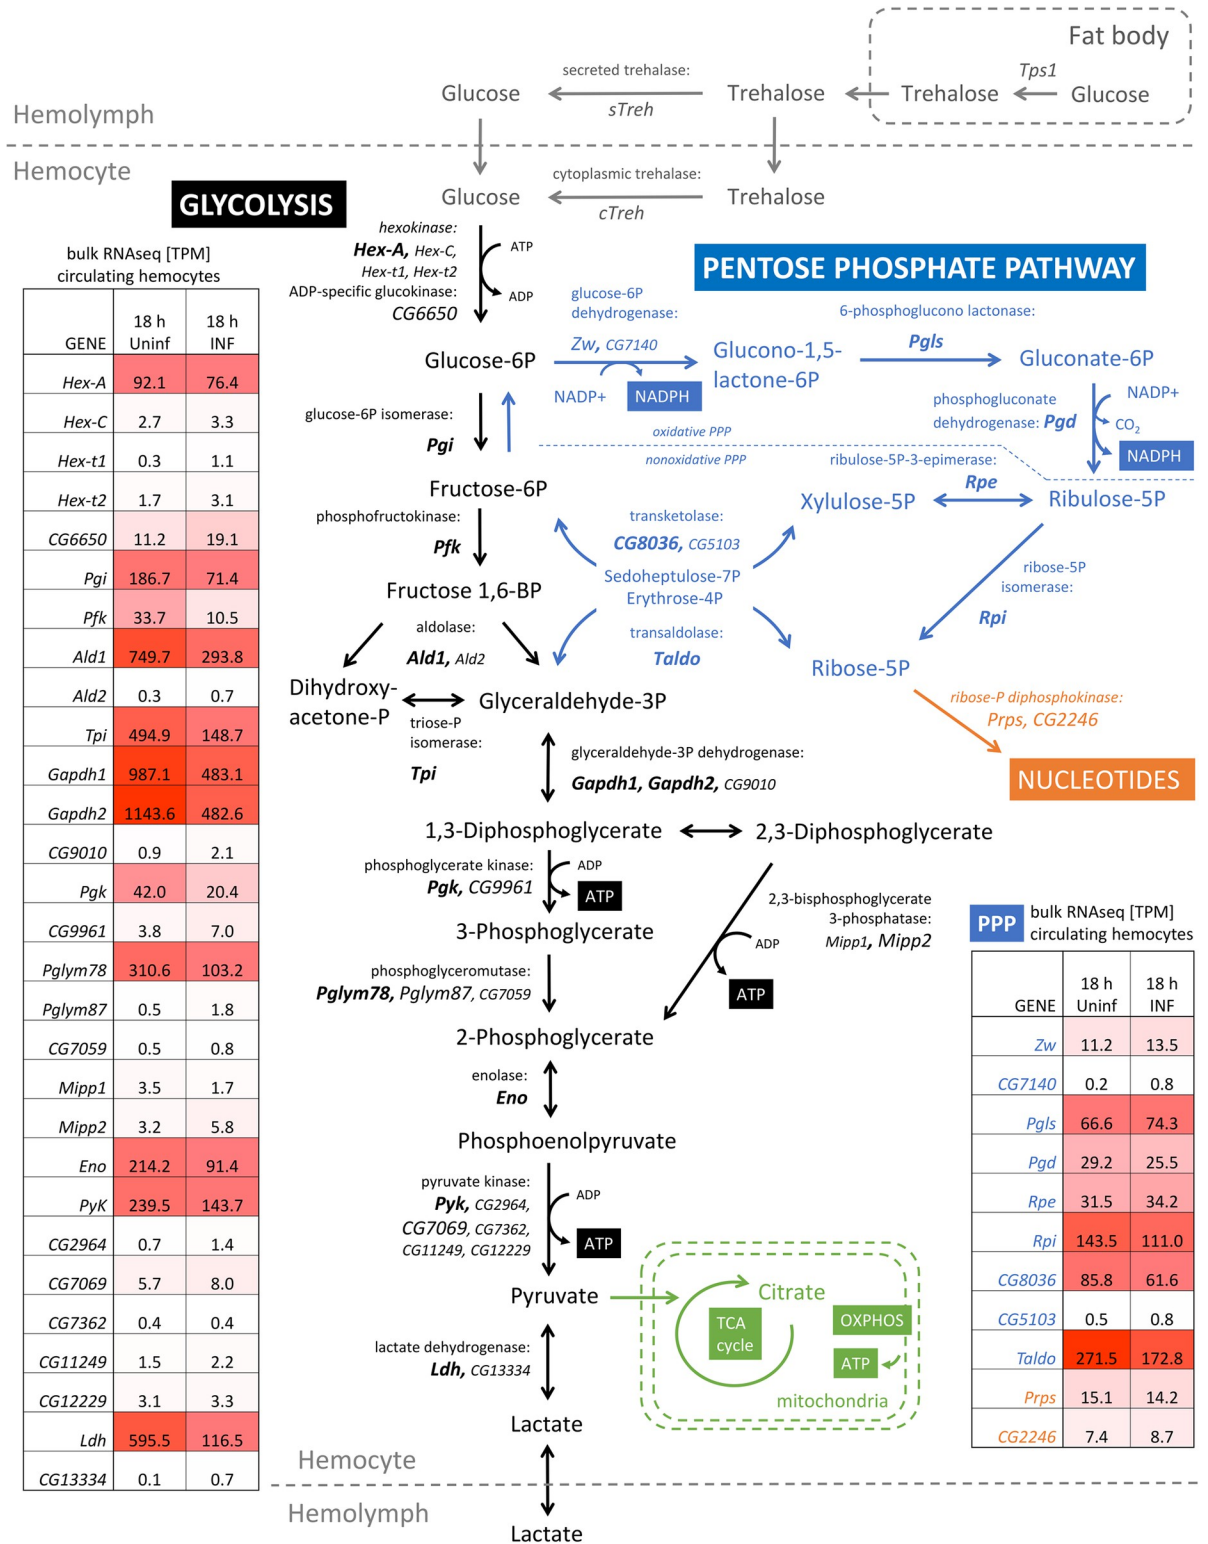 Fat body
secreted trehalase:
Tps1
Glucose
Trehalose
Trehalose
Glucose
sTreh
Hemolymph
Hemocyte
cytoplasmic trehalase:
Glucose
Trehalose
cTreh
GLYCOLYSIS
bulk RNAseq [TPM]
circulating hemocytes
GENE 18 h Uninf 18 h INF
Hex-A 92.1 76.4
Hex-C 2.7 3.3
Hex-t1 0.3 1.1
Hex-t2 1.7 3.1
CG6650 11.2 19.1
Pgi 186.7 71.4
Pfk 33.7 10.5
Ald1 749.7 293.8
Ald2 0.3 0.7
Tpi 494.9 148.7
Gapdh1 987.1 483.1
Gapdh2 1143.6 482.6
CG9010 0.9 2.1
Pgk 42.0 20.4
CG9961 3.8 7.0
Pglym78 310.6 103.2
Pglym87 0.5 1.8
CG7059 0.5 0.8
Mipp1 3.5 1.7
Mipp2 3.2 5.8
Eno 214.2 91.4
PyK 239.5 143.7
CG2964 0.7 1.4
CG7069 5.7 8.0
CG7362 0.4 0.4
CG11249 1.5 2.2
CG12229 3.1 3.3
Ldh 595.5 116.5
CG13334 0.1 0.7
hexokinase:
Hex-A, Hex-C,
Hex-t1, Hex-t2
ADP-specific glucokinase:
CG6650
ATP
ADP
Glucose-6P
glucose-6P isomerase:
Pgi
Fructose-6P
phosphofructokinase:
Pfk
Fructose 1,6-BP
aldolase:
Ald1, Ald2
Dihydroxy-
acetone-P
Glyceraldehyde-3P
triose-P
isomerase:
Tpi
glyceraldehyde-3P dehydrogenase:
Gapdh1, Gapdh2, CG9010
1,3-Diphosphoglycerate
2,3-Diphosphoglycerate
phosphoglycerate kinase:
Pgk, CG9961
ADP
ATP
2,3-bisphosphoglycerate
3-phosphatase:
Mipp1, Mipp2
ADP
ATP
3-Phosphoglycerate
phosphoglyceromutase:
Pglym78, Pglym87, CG7059
2-Phosphoglycerate
enolase:
Eno
Phosphoenolpyruvate
pyruvate kinase:
Pyk, CG2964,
CG7069, CG7362,
CG11249, CG12229
ADP
ATP
Pyruvate
lactate dehydrogenase:
Ldh, CG13334
Lactate
Hemocyte
Hemolymph
Lactate
Citrate
TCA
cycle
OXPHOS
ATP
mitochondria
PENTOSE PHOSPHATE PATHWAY
glucose-6P
dehydrogenase:
Zw, CG7140
NADP+
NADPH
Glucono-1,5-
lactone-6P
6-phosphoglucono lactonase:
Pgls
Gluconate-6P
phosphogluconate
dehydrogenase: Pgd
NADP+
CO2
NADPH
oxidative PPP
nonoxidative PPP
ribulose-5P-3-epimerase:
Rpe
Xylulose-5P
Ribulose-5P
transketolase:
CG8036, CG5103
Sedoheptulose-7P
Erythrose-4P
transaldolase:
Taldo
ribose-5P
isomerase:
Rpi
Ribose-5P
ribose-P diphosphokinase:
Prps, CG2246
NUCLEOTIDES
PPP
bulk RNAseq [TPM]
circulating hemocytes
GENE 18 h Uninf 18 h INF
Zw 11.2 13.5
CG7140 0.2 0.8
Pgls 66.6 74.3
Pgd 29.2 25.5
Rpe 31.5 34.2
Rpi 143.5 111.0
CG8036 85.8 61.6
CG5103 0.5 0.8
Taldo 271.5 172.8
Prps 15.1 14.2
CG2246 7.4 8.7